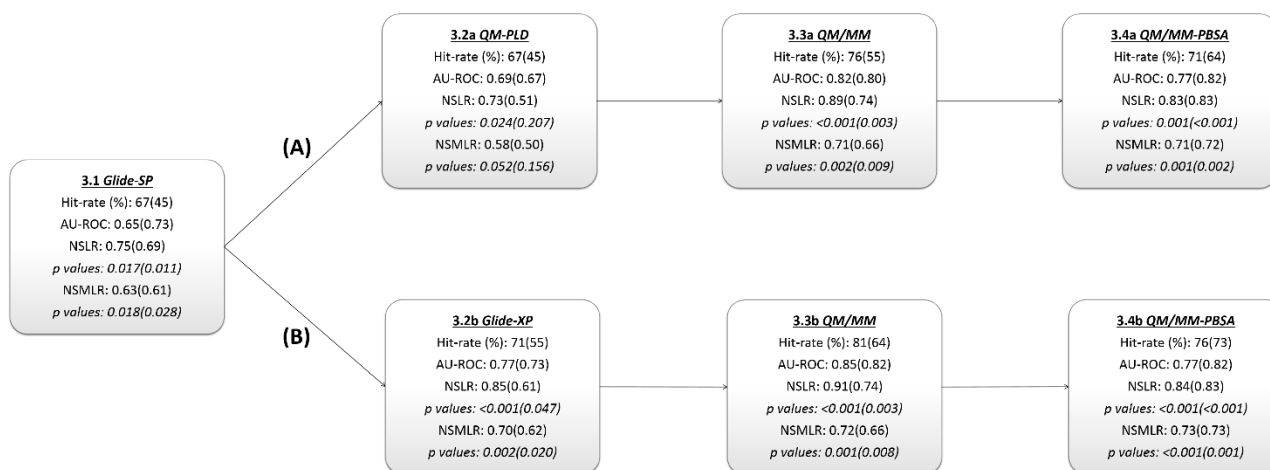 3.1 Glide-SP
Hit-rate (%): 67(45)
AU-ROC: 0.65(0.73)
NSLR: 0.75(0.69)
p values: 0.017(0.011)
NSMLR: 0.63(0.61)
p values: 0.018(0.028)
(A)
3.2a QM-PLD
Hit-rate (%): 67(45)
AU-ROC: 0.69(0.67)
NSLR: 0.73(0.51)
p values: 0.024(0.207)
NSMLR: 0.58(0.50)
p values: 0.052(0.156)
3.3a QM/MM
Hit-rate (%): 76(55)
AU-ROC: 0.82(0.80)
NSLR: 0.89(0.74)
p values: <0.001(0.003)
NSMLR: 0.71(0.66)
p values: 0.002(0.009)
3.4a QM/MM-PBSA
Hit-rate (%): 71(64)
AU-ROC: 0.77(0.82)
NSLR: 0.83(0.83)
p values: 0.001(<0.001)
NSMLR: 0.71(0.72)
p values: 0.001(0.002)
(B)
3.2b Glide-XP
Hit-rate (%): 71(55)
AU-ROC: 0.77(0.73)
NSLR: 0.85(0.61)
p values: <0.001(0.047)
NSMLR: 0.70(0.62)
p values: 0.002(0.020)
3.3b QM/MM
Hit-rate (%): 81(64)
AU-ROC: 0.85(0.82)
NSLR: 0.91(0.74)
p values: <0.001(0.003)
NSMLR: 0.72(0.66)
p values: 0.001(0.008)
3.4b QM/MM-PBSA
Hit-rate (%): 76(73)
AU-ROC: 0.77(0.82)
NSLR: 0.84(0.83)
p values: <0.001(<0.001)
NSMLR: 0.73(0.73)
p values: <0.001(0.001)